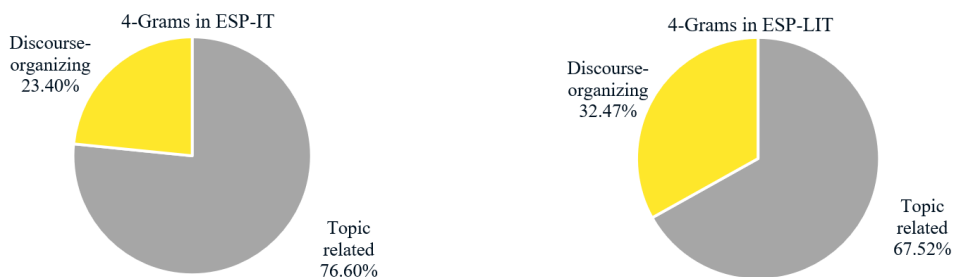 4-Grams in ESP-IT
Discourse-
organizing
23.40%
Topic
related
76.60%
4-Grams in ESP-LIT
Discourse-
organizing
32.47%
Topic
related
67.52%